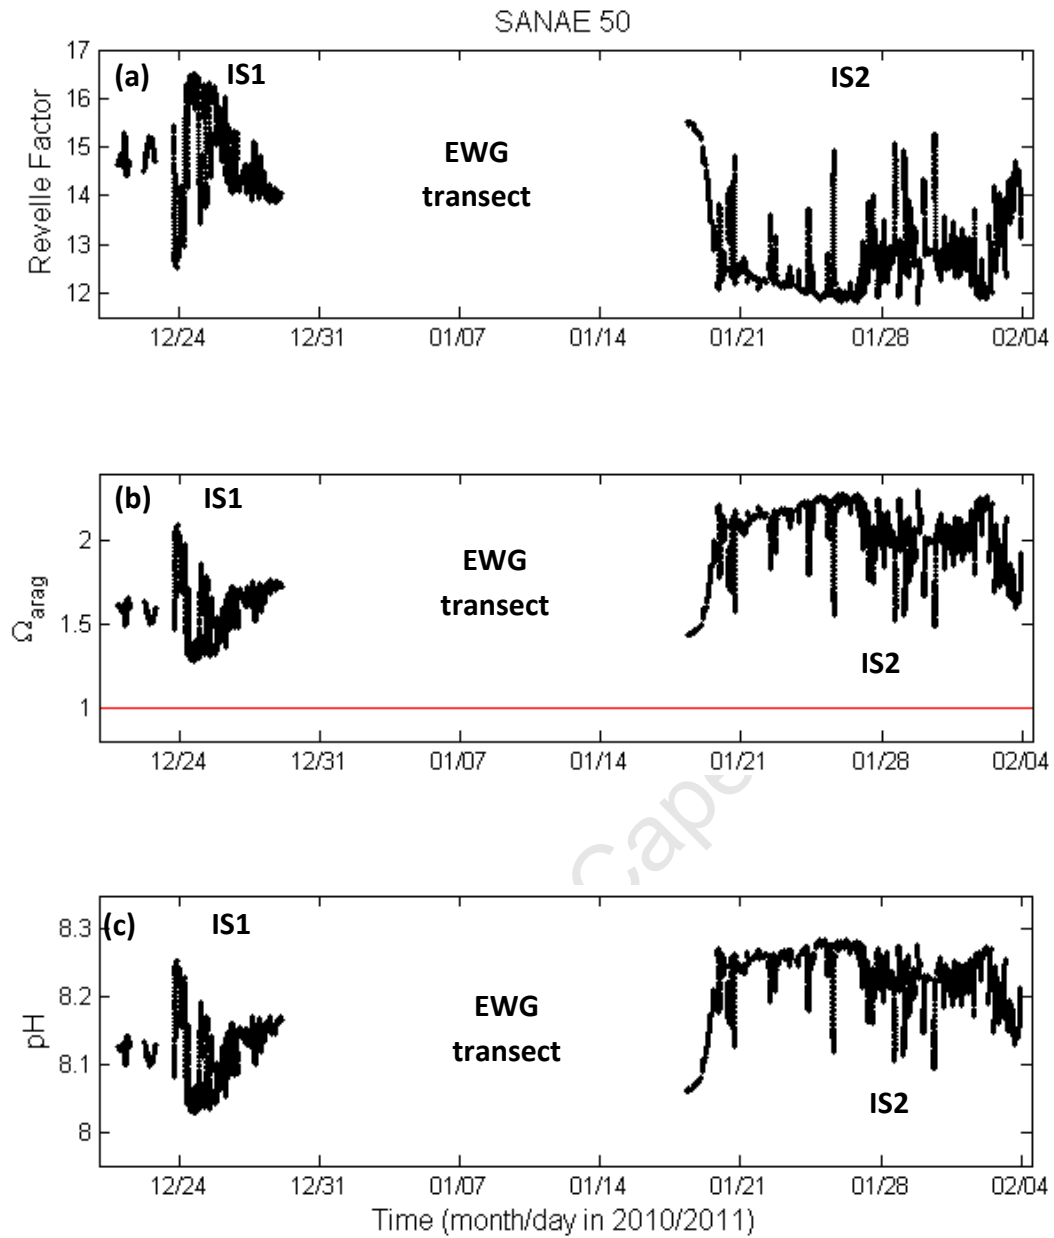 SANAE 50
17
(a)
IS1
IS2
16
15
EWG
transect
14
13
12
Revelle Factor
12/24
12/31
01/07
01/14
01/21
01/28
02/04
(b)
IS1
2
EWG
transect
1.5
IS2
1
Ωarag
12/24
12/31
01/07
01/14
01/21
01/28
02/04
Cape
8.3
(c)
IS1
8.2
EWG
transect
8.1
IS2
8
pH
12/24
12/31
01/07
01/14
01/21
01/28
02/04
Time (month/day in 2010/2011)